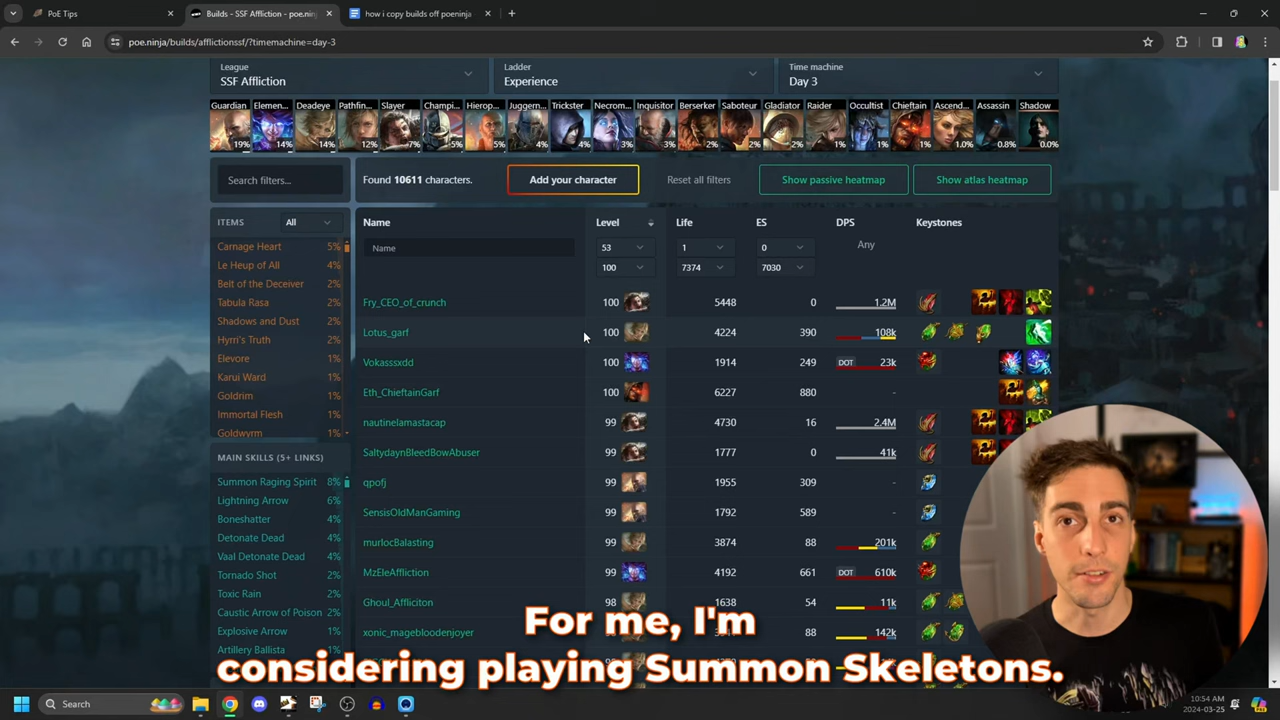 PoE Tips
Builds - SSF Affliction - poe.ninj
how i copy builds off poeninja
poe.ninja/builds/afflictionssf/?timemachine=day-3
League
SSF Affliction
Ladder
Experience
Time machine
Day 3
Guardian Elemen... Deadeye Pathfin... Slayer Champi... Hierop... Juggern... Trickster Necrom... Inquisitor Berserker Saboteur Gladiator Raider Occultist Chieftain Ascend... Assassin Shadow
19% 14% 14% 12% 7% 5% 5% 4% 4% 3% 3% 2% 2% 2% 1% 1% 1% 1.0% 0.8% 0.0%
Search filters...
Found 10611 characters.
Add your character
Reset all filters
Show passive heatmap
Show atlas heatmap
ITEMS
All
Carnage Heart 5%
Le Heup of All 4%
Belt of the Deceiver 2%
Tabula Rasa 2%
Shadows and Dust 2%
Hyrri's Truth 2%
Elevore 1%
Karui Ward 1%
Goldrim 1%
Immortal Flesh 1%
Goldwyrm 1%
MAIN SKILLS (5+ LINKS)
Summon Raging Spirit 8%
Lightning Arrow 6%
Boneshatter 4%
Detonate Dead 4%
Vaal Detonate Dead 4%
Tornado Shot 2%
Toxic Rain 2%
Caustic Arrow of Poison 2%
Explosive Arrow 2%
Artillery Ballista 2%
Name Level Life ES DPS Keystones
Name 53 1 0 Any
100 7374 7030
Fry_CEO_of_crunch 100 5448 0 1.2M
Lotus_garf 100 4224 390 108k
Vokasssxdd 100 1914 249 DOT 23k
Eth_ChieftainGarf 100 6227 880 -
nautinelamastacap 99 4730 16 2.4M
SaltydaynBleedBowAbuser 99 1777 0 41k
qpofj 99 1955 309 -
SensisOldManGaming 99 1792 589 -
murlocBalasting 99 3874 88 201k
MzEleAffliction 99 4192 661 DOT 610k
Ghoul_Affliciton 98 1638 54 11k
xonic_magebloodenjoyer 88 142k
For me, I'm
considering playing Summon Skeletons.
Search
10:54 AM
2024-03-25